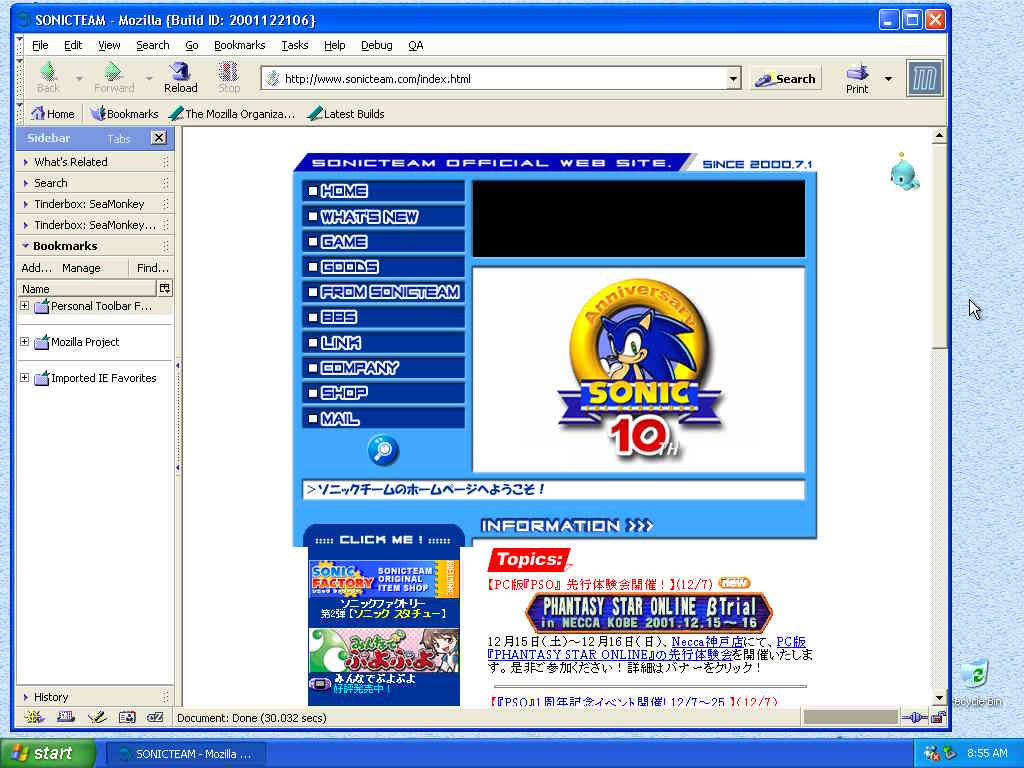 SONICTEAM - Mozilla {Build ID: 2001122106}
File Edit View Search Go Bookmarks Tasks Help Debug QA
Back Forward Reload Stop http://www.sonicteam.com/index.html Search Print
Home Bookmarks The Mozilla Organiza... Latest Builds
Sidebar Tabs
What's Related
Search
Tinderbox: SeaMonkey
Tinderbox: SeaMonkey...
Bookmarks
Add... Manage Find...
Name
Personal Toolbar F...
Mozilla Project
Imported IE Favorites
History
SONICTEAM OFFICIAL WEB SITE. SINCE 2000.7.1
HOME
WHAT'S NEW
GAME
GOODS
FROM SONICTEAM
BBS
LINK
COMPANY
SHOP
MAIL
Anniversary
SONIC
THE HEDGEHOG
10TH
>ソニックチームのホームページへようこそ!
INFORMATION >>>
::::: CLICK ME ! ::::::
SONIC FACTORY
SONICTEAM ORIGINAL ITEM SHOP
ソニックファクトリー
第2弾【ソニック スタチュー】
みんなでぷよぷよ
みんなでぷよぷよ
好評発売中!
Topics:
【PC版『PSO』 先行体験会開催!】(12/7) new
PHANTASY STAR ONLINE βTrial
in NECCA KOBE 2001.12.15~16
12月15日(土)~12月16日(日)、Necca神戸店にて、PC版
『PHANTASY STAR ONLINE』の先行体験会を開催いたしま
す。是非ご参加ください!詳細はバナーをクリック!
【『PSO』1周年記念イベント開催! 12/7~25 】(12/7)
Document: Done (30.032 secs)
Recycle Bin
start SONICTEAM - Mozilla ... 8:55 AM